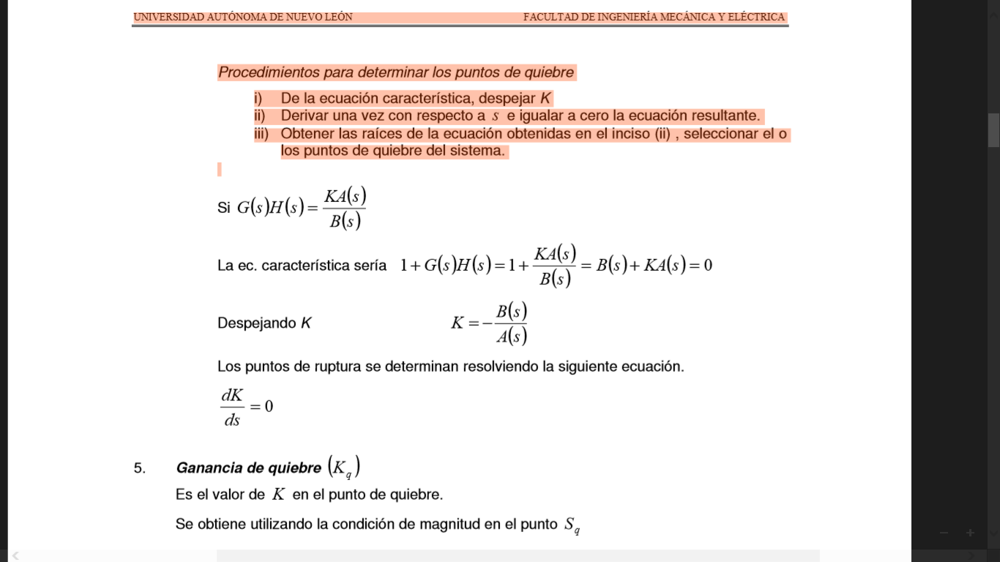 UNIVERSIDAD AUTÓNOMA DE NUEVO LEÓN FACULTAD DE INGENIERÍA MECÁNICA Y ELÉCTRICA
Procedimientos para determinar los puntos de quiebre
i) De la ecuación característica, despejar K
ii) Derivar una vez con respecto a s e igualar a cero la ecuación resultante.
iii) Obtener las raíces de la ecuación obtenidas en el inciso (ii) , seleccionar el o
los puntos de quiebre del sistema.
Si G(s)H(s) = KA(s)/B(s)
La ec. característica sería 1 + G(s)H(s) = 1 + KA(s)/B(s) = B(s) + KA(s) = 0
Despejando K K = −B(s)/A(s)
Los puntos de ruptura se determinan resolviendo la siguiente ecuación.
dK/ds = 0
5. Ganancia de quiebre (K_q)
Es el valor de K en el punto de quiebre.
Se obtiene utilizando la condición de magnitud en el punto S_q